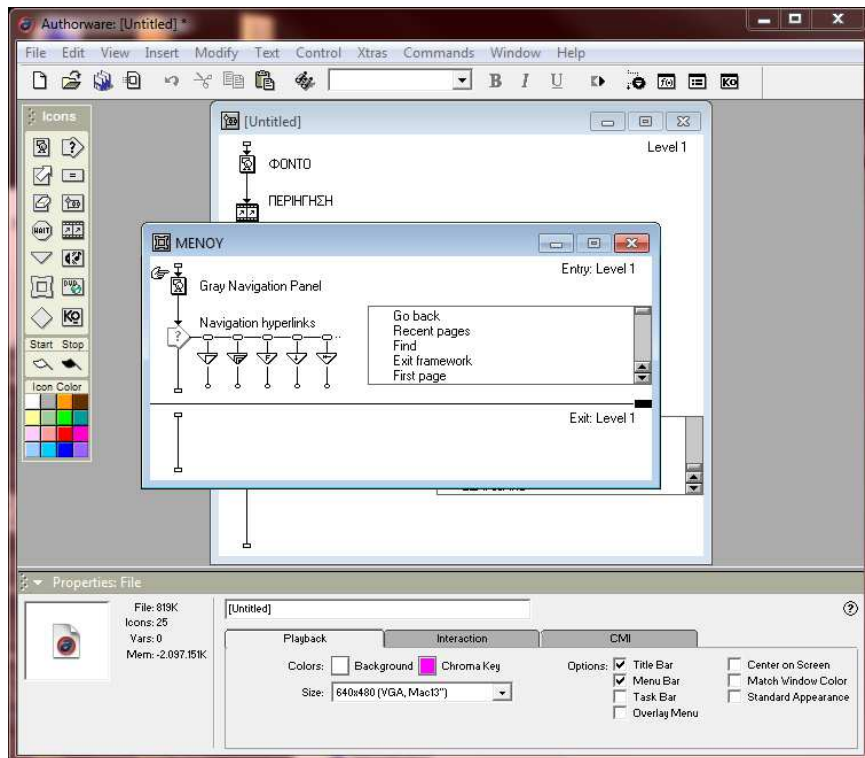 Authorware: [Untitled] *
File Edit View Insert Modify Text Control Xtras Commands Window Help
B I U
Icons
WAIT
DVD
KO
Start Stop
Icon Color
[Untitled]
Level 1
ΦΟΝΤΟ
ΠΕΡΙΗΓΗΣΗ
ΜΕΝΟΥ
Entry: Level 1
Gray Navigation Panel
Navigation hyperlinks
Go back
Recent pages
Find
Exit framework
First page
Exit: Level 1
Properties: File
File: 819K
Icons: 25
Vars: 0
Mem: -2.097.151K
[Untitled]
Playback Interaction CMI
Colors: Background Chroma Key
Size: 640x480 (VGA, Mac13")
Options: Title Bar
Menu Bar
Task Bar
Overlay Menu
Center on Screen
Match Window Color
Standard Appearance